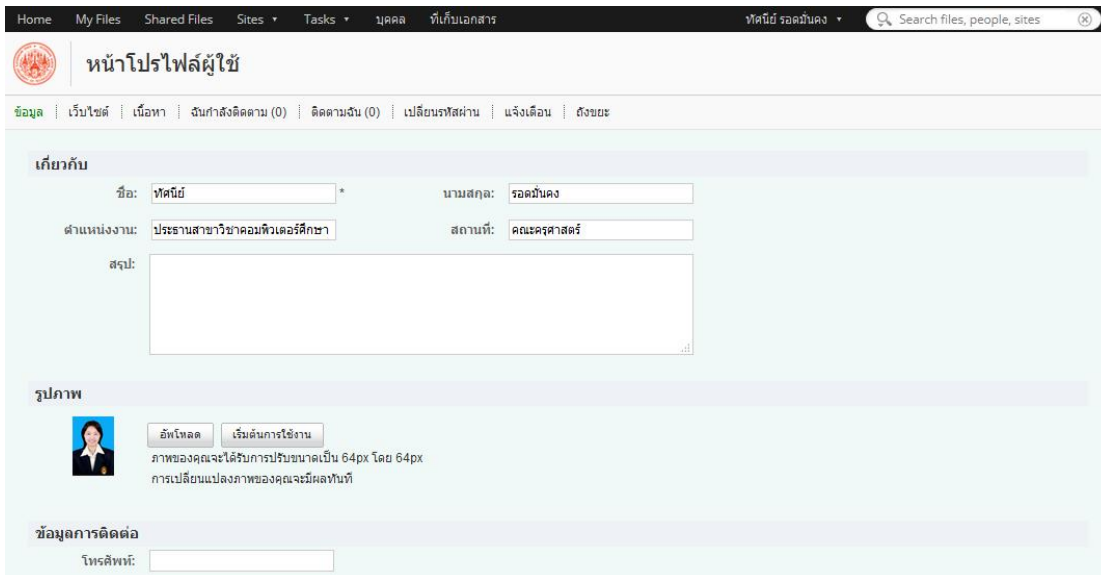 Home My Files Shared Files Sites Tasks บุคคล ที่เก็บเอกสาร ทัศนีย์ รอดมั่นคง Search files, people, sites
หน้าโปรไฟล์ผู้ใช้
ข้อมูล เว็บไซต์ เนื้อหา ฉันกำลังติดตาม (0) ติดตามฉัน (0) เปลี่ยนรหัสผ่าน แจ้งเตือน ถังขยะ
เกี่ยวกับ
ชื่อ: ทัศนีย์ * นามสกุล: รอดมั่นคง
ตำแหน่งงาน: ประธานสาขาวิชาคอมพิวเตอร์ศึกษา สถานที่: คณะครุศาสตร์
สรุป:
รูปภาพ
อัพโหลด เริ่มต้นการใช้งาน
ภาพของคุณจะได้รับการปรับขนาดเป็น 64px โดย 64px
การเปลี่ยนแปลงภาพของคุณจะมีผลทันที
ข้อมูลการติดต่อ
โทรศัพท์: